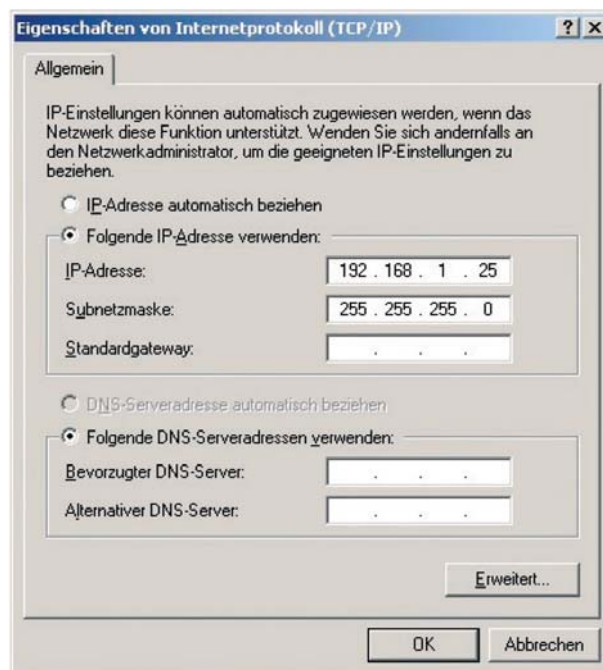 Eigenschaften von Internetprotokoll (TCP/IP)
Allgemein
IP-Einstellungen können automatisch zugewiesen werden, wenn das
Netzwerk diese Funktion unterstützt. Wenden Sie sich andernfalls an
den Netzwerkadministrator, um die geeigneten IP-Einstellungen zu
beziehen.
IP-Adresse automatisch beziehen
Folgende IP-Adresse verwenden:
IP-Adresse: 192 . 168 . 1 . 25
Subnetzmaske: 255 . 255 . 255 . 0
Standardgateway: . . .
DNS-Serveradresse automatisch beziehen
Folgende DNS-Serveradressen verwenden:
Bevorzugter DNS-Server: . . .
Alternativer DNS-Server: . . .
Erweitert...
OK Abbrechen